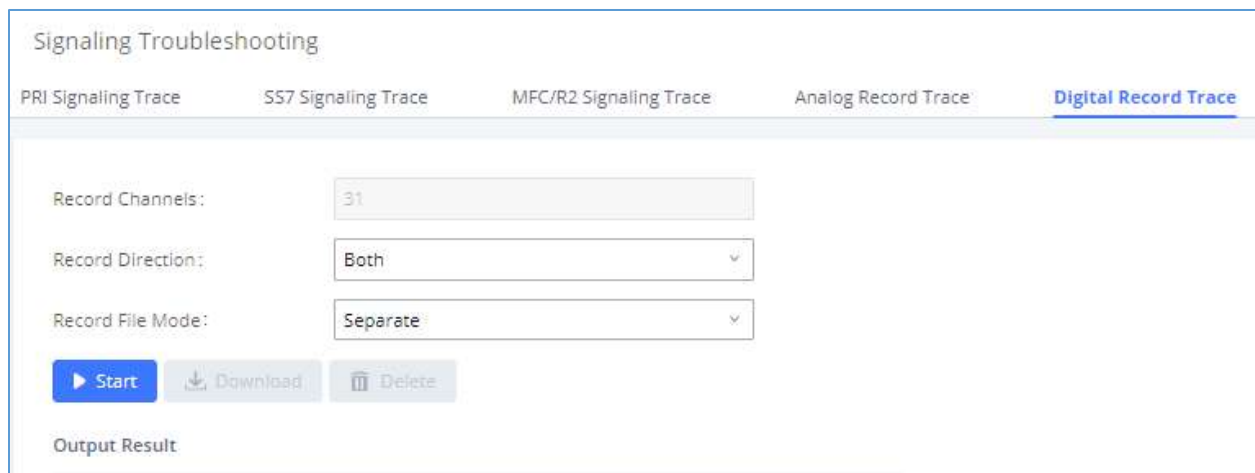 Signaling Troubleshooting
PRI Signaling Trace SS7 Signaling Trace MFC/R2 Signaling Trace Analog Record Trace Digital Record Trace
Record Channels: 31
Record Direction: Both
Record File Mode: Separate
Start Download Delete
Output Result